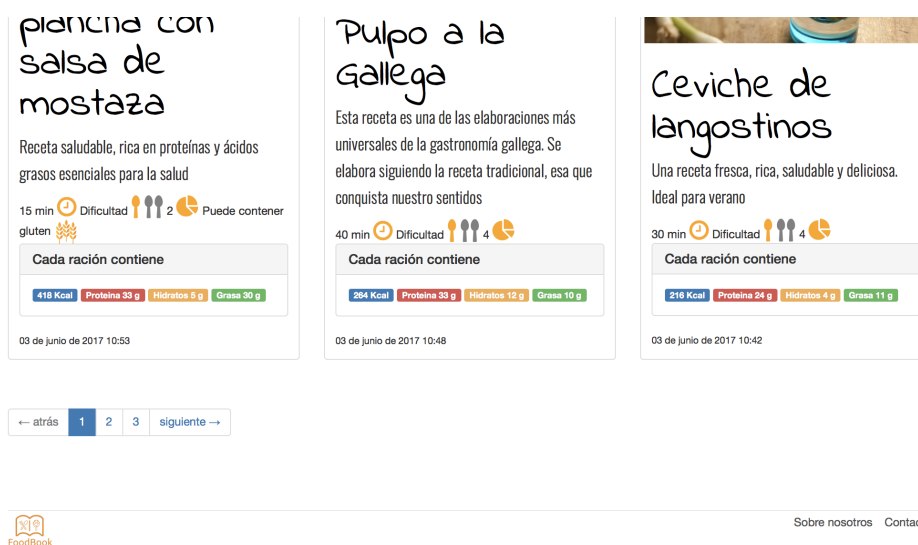 plancha con
salsa de
mostaza
Receta saludable, rica en proteínas y ácidos
grasos esenciales para la salud
15 min Dificultad 2 Puede contener
gluten
Cada ración contiene
418 Kcal Proteina 33 g Hidratos 5 g Grasa 30 g
03 de junio de 2017 10:53
Pulpo a la
Gallega
Esta receta es una de las elaboraciones más
universales de la gastronomía gallega. Se
elabora siguiendo la receta tradicional, esa que
conquista nuestro sentidos
40 min Dificultad 4
Cada ración contiene
264 Kcal Proteina 33 g Hidratos 12 g Grasa 10 g
03 de junio de 2017 10:48
Ceviche de
langostinos
Una receta fresca, rica, saludable y deliciosa.
Ideal para verano
30 min Dificultad 4
Cada ración contiene
216 Kcal Proteina 24 g Hidratos 4 g Grasa 11 g
03 de junio de 2017 10:42
← atrás 1 2 3 siguiente →
FoodBook
Sobre nosotros